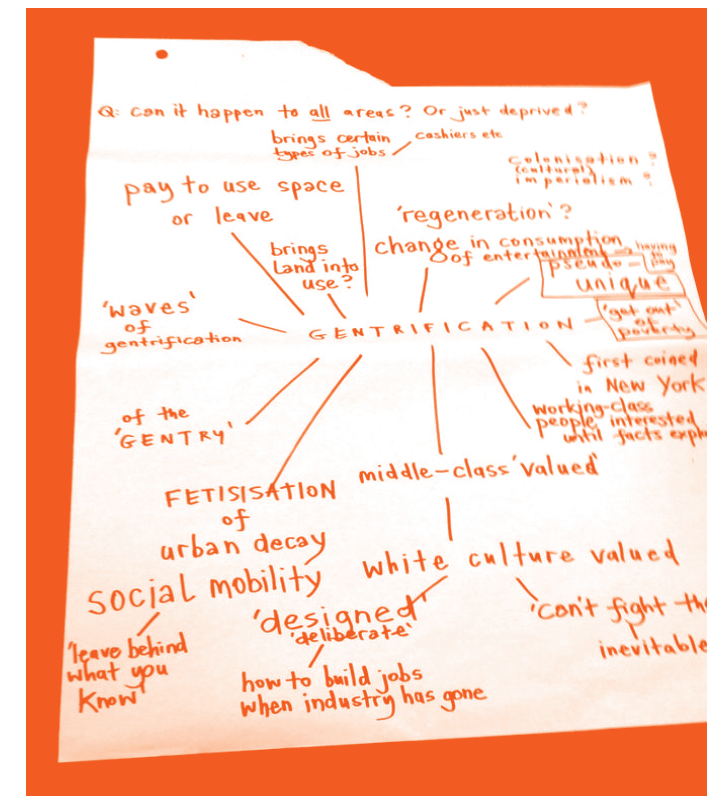 Q: can it happen to all areas? Or just deprived?
brings certain
types of jobs
cashiers etc
colonisation?
(cultural)
imperialism?
pay to use space
or leave
'regeneration'?
change in consumption
of entertainment
having
to
pay
brings
Land into
use?
pseudo-
unique
'waves'
of
gentrification
GENTRIFICATION
'get out'
of
poverty
first coined
in New York
of the
'GENTRY'
working-class
people interested
until facts
middle-class 'valued'
FETISISATION
of
urban decay
white culture valued
social mobility
'designed'
'deliberate'
'can't fight the
inevitable
'leave behind
what you
know'
how to build jobs
when industry has gone